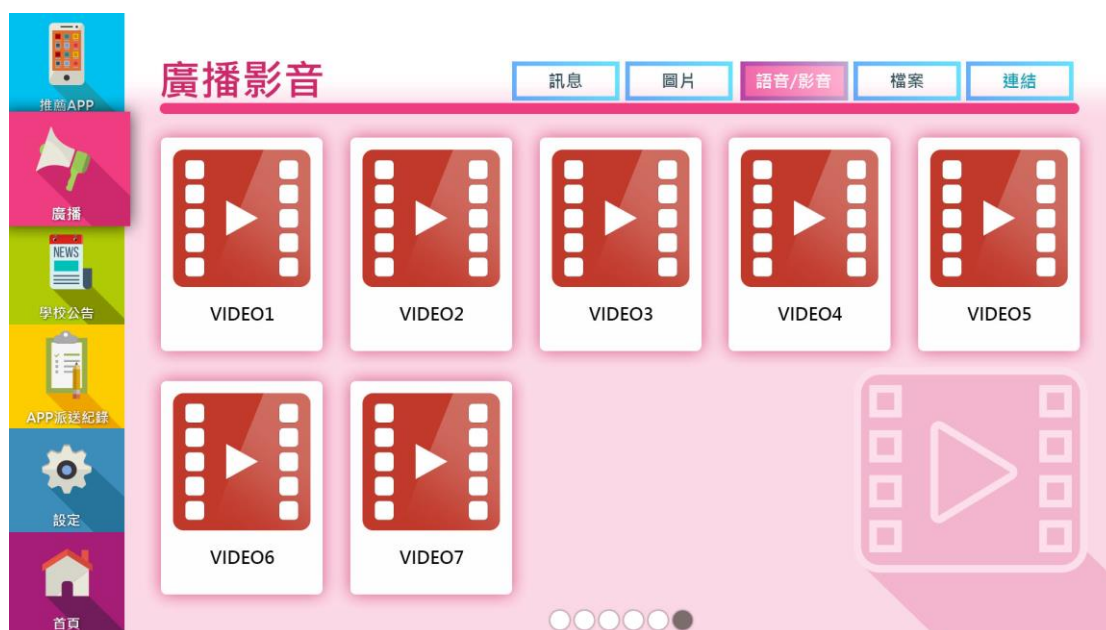 推薦APP
廣播
NEWS
學校公告
APP派送紀錄
設定
首頁
廣播影音
訊息
圖片
語音/影音
檔案
連結
VIDEO1
VIDEO2
VIDEO3
VIDEO4
VIDEO5
VIDEO6
VIDEO7